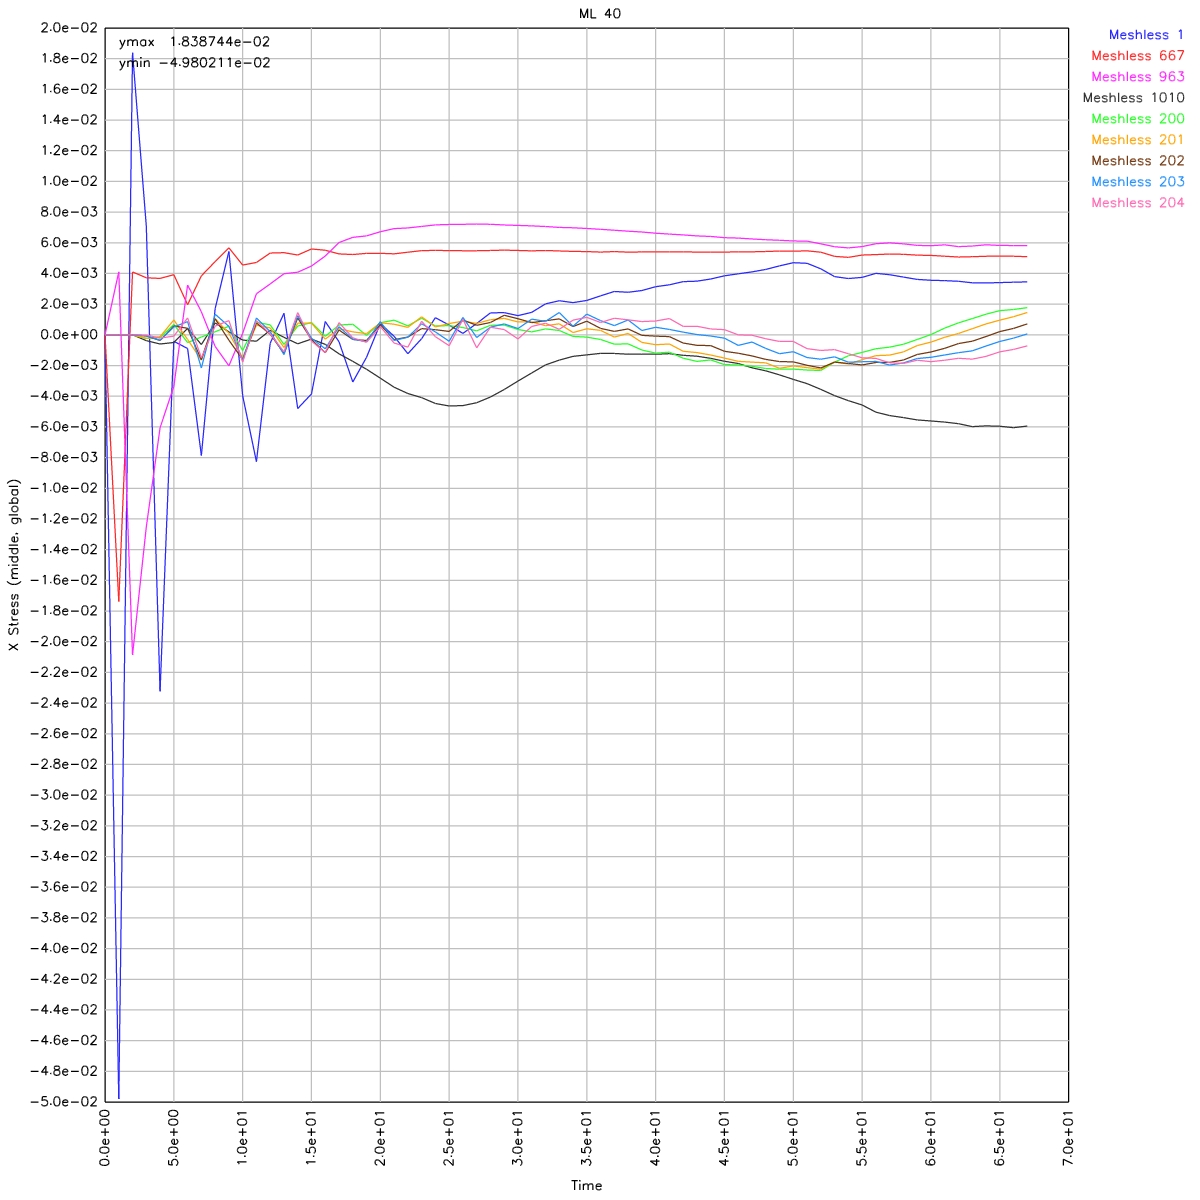 ML 40
ymax 1.838744e-02
ymin -4.980211e-02
Meshless 1
Meshless 667
Meshless 963
Meshless 1010
Meshless 200
Meshless 201
Meshless 202
Meshless 203
Meshless 204
X Stress (middle, global)
2.0e-02
1.8e-02
1.6e-02
1.4e-02
1.2e-02
1.0e-02
8.0e-03
6.0e-03
4.0e-03
2.0e-03
0.0e+00
-2.0e-03
-4.0e-03
-6.0e-03
-8.0e-03
-1.0e-02
-1.2e-02
-1.4e-02
-1.6e-02
-1.8e-02
-2.0e-02
-2.2e-02
-2.4e-02
-2.6e-02
-2.8e-02
-3.0e-02
-3.2e-02
-3.4e-02
-3.6e-02
-3.8e-02
-4.0e-02
-4.2e-02
-4.4e-02
-4.6e-02
-4.8e-02
-5.0e-02
0.0e+00
5.0e+00
1.0e+01
1.5e+01
2.0e+01
2.5e+01
3.0e+01
3.5e+01
4.0e+01
4.5e+01
5.0e+01
5.5e+01
6.0e+01
6.5e+01
7.0e+01
Time